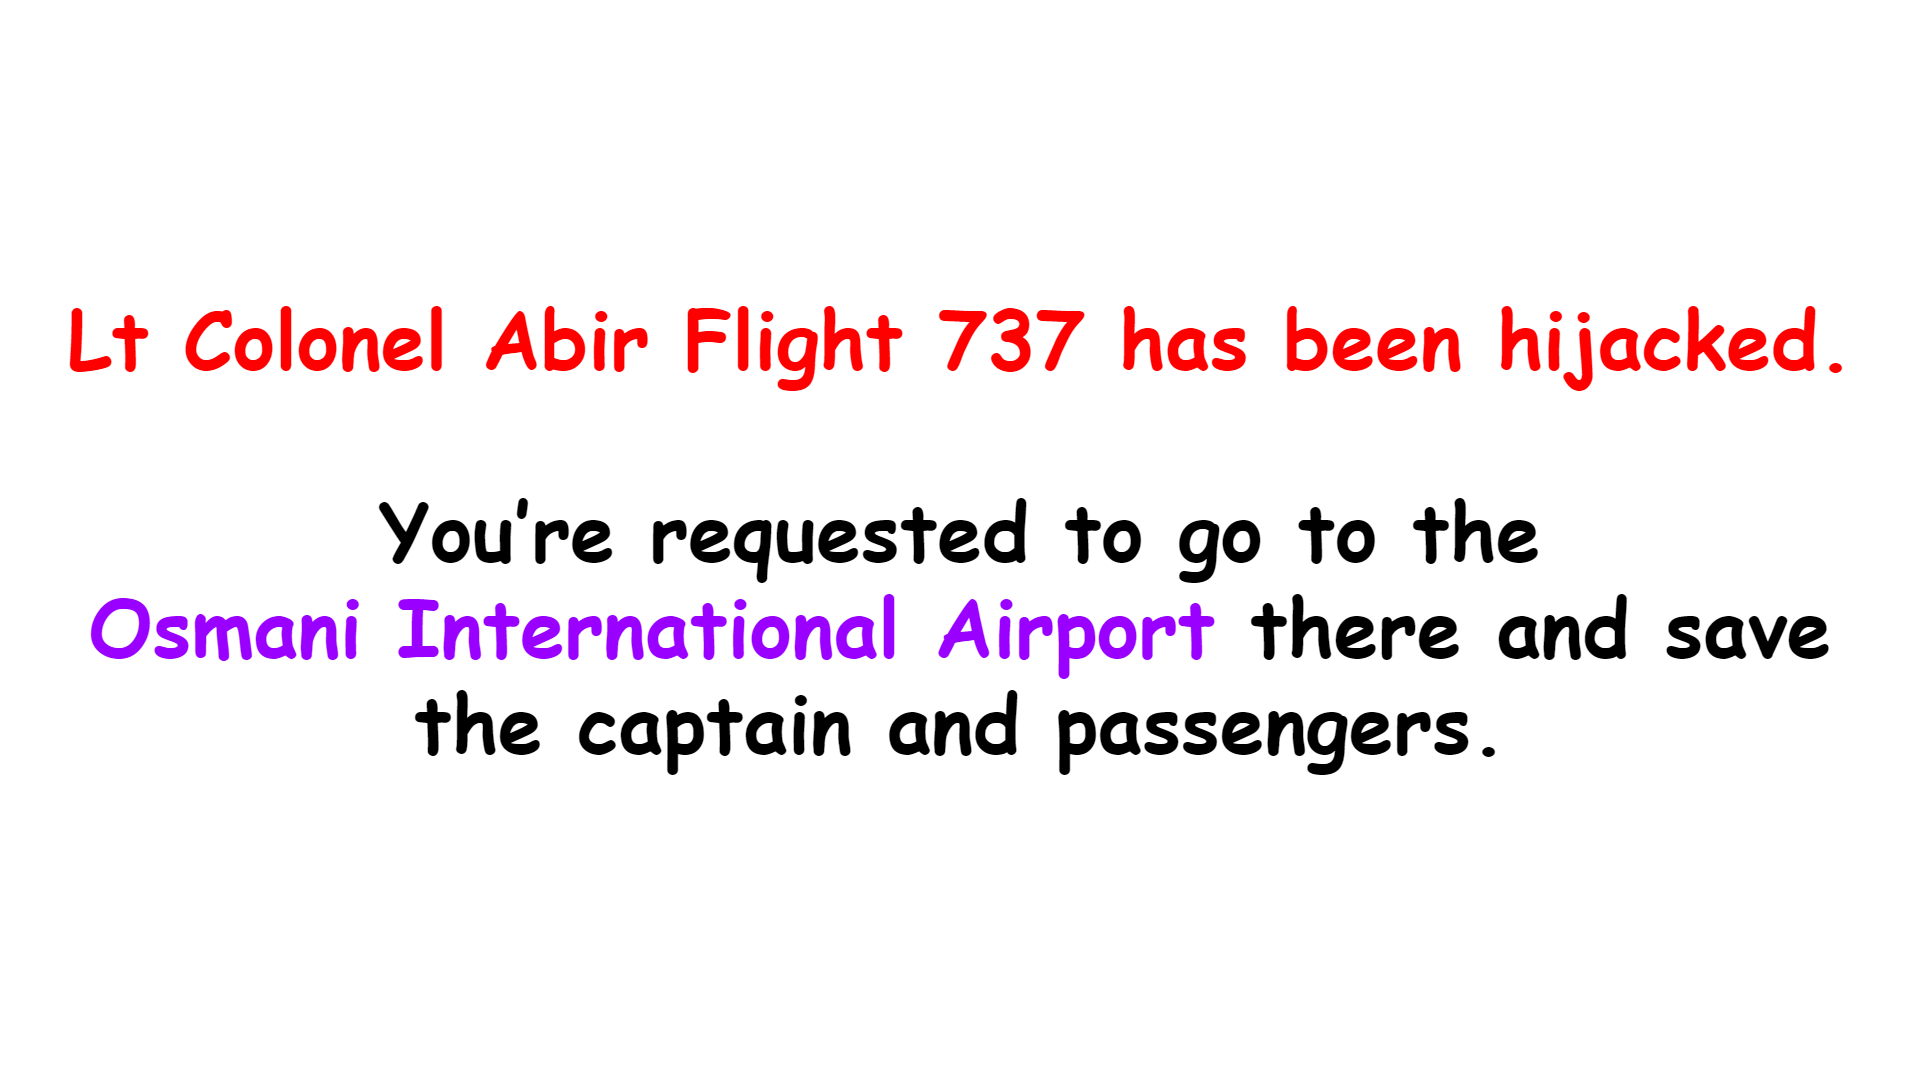 Lt Colonel Abir Flight 737 has been hijacked.
You’re requested to go to the
Osmani International Airport there and save
the captain and passengers.